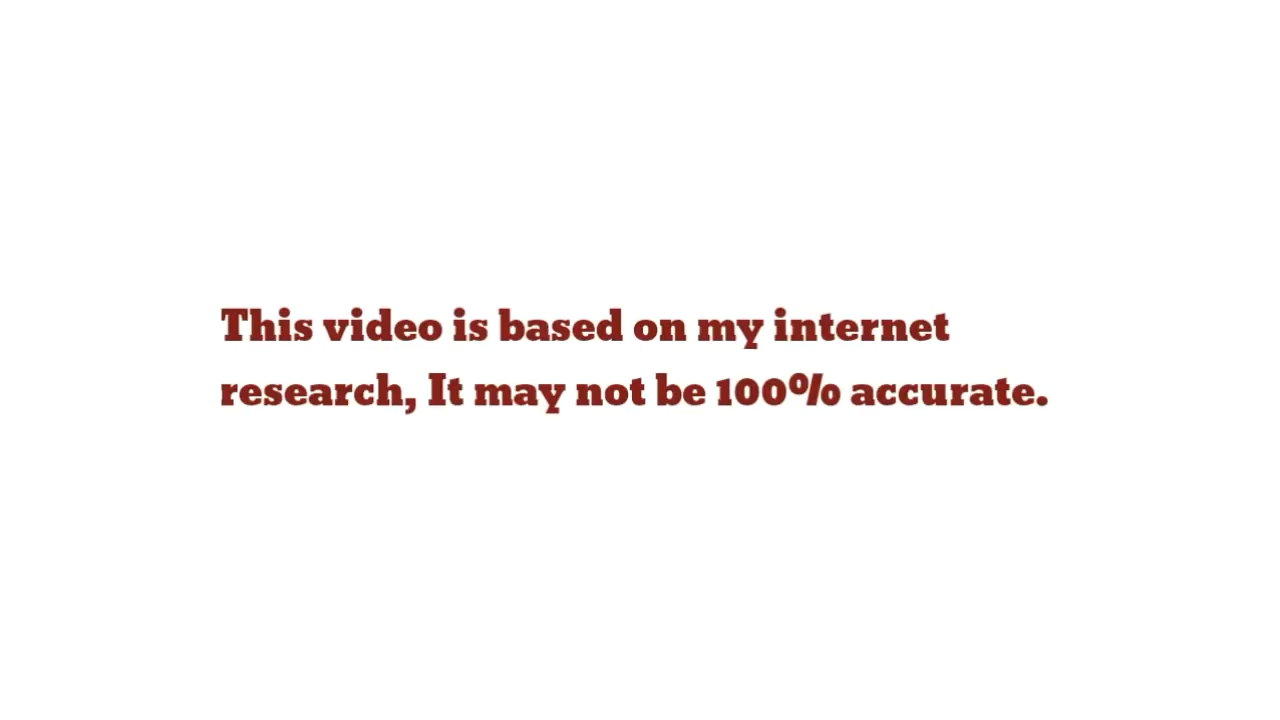 This video is based on my internet
research, It may not be 100% accurate.